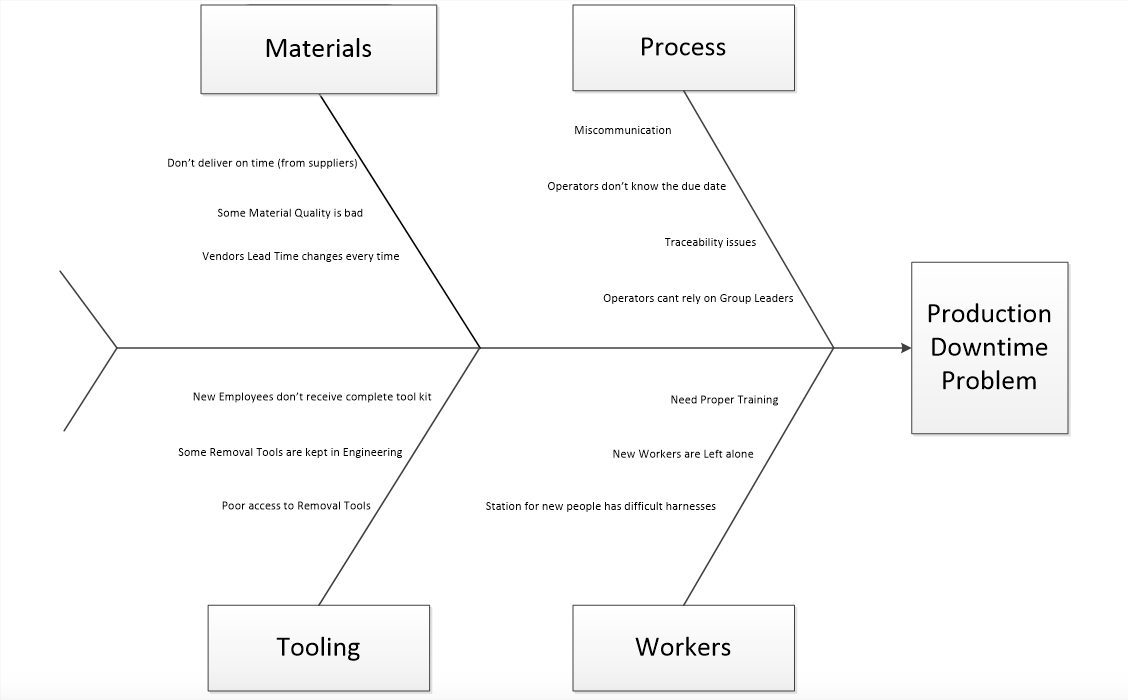 Materials
Process
Miscommunication
Don't deliver on time (from suppliers)
Operators don't know the due date
Some Material Quality is bad
Traceability issues
Vendors Lead Time changes every time
Operators cant rely on Group Leaders
Production
Downtime
Problem
New Employees don't receive complete tool kit
Need Proper Training
Some Removal Tools are kept in Engineering
New Workers are Left alone
Poor access to Removal Tools
Station for new people has difficult harnesses
Tooling
Workers